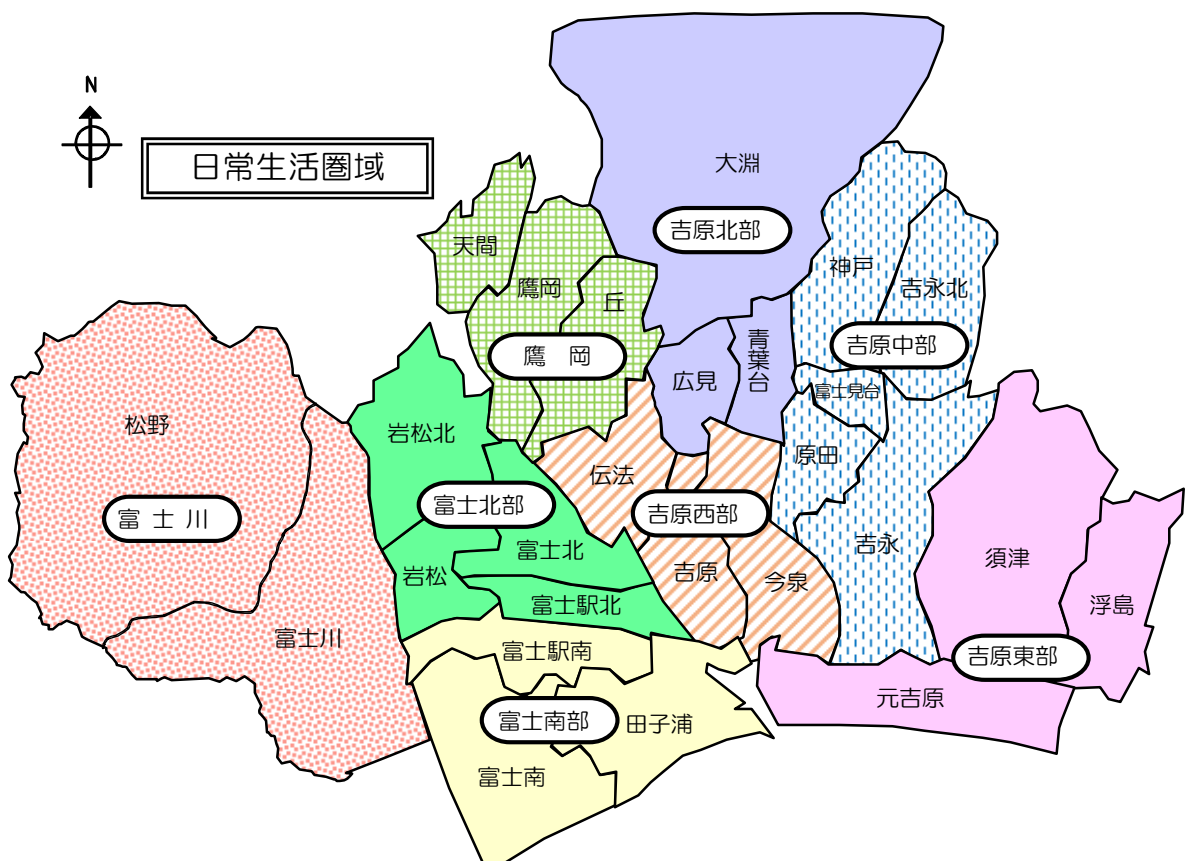 N
日常生活圏域
大淵
吉原北部
天間
鷹岡
丘
神戸
吉永北
鷹　岡
青葉台
吉原中部
広見
富士見台
松野
岩松北
原田
伝法
富 士 川
富士北部
吉原西部
富士北
吉永
須津
岩松
吉原
今泉
富士駅北
浮島
富士川
富士駅南
吉原東部
元吉原
富士南部
田子浦
富士南